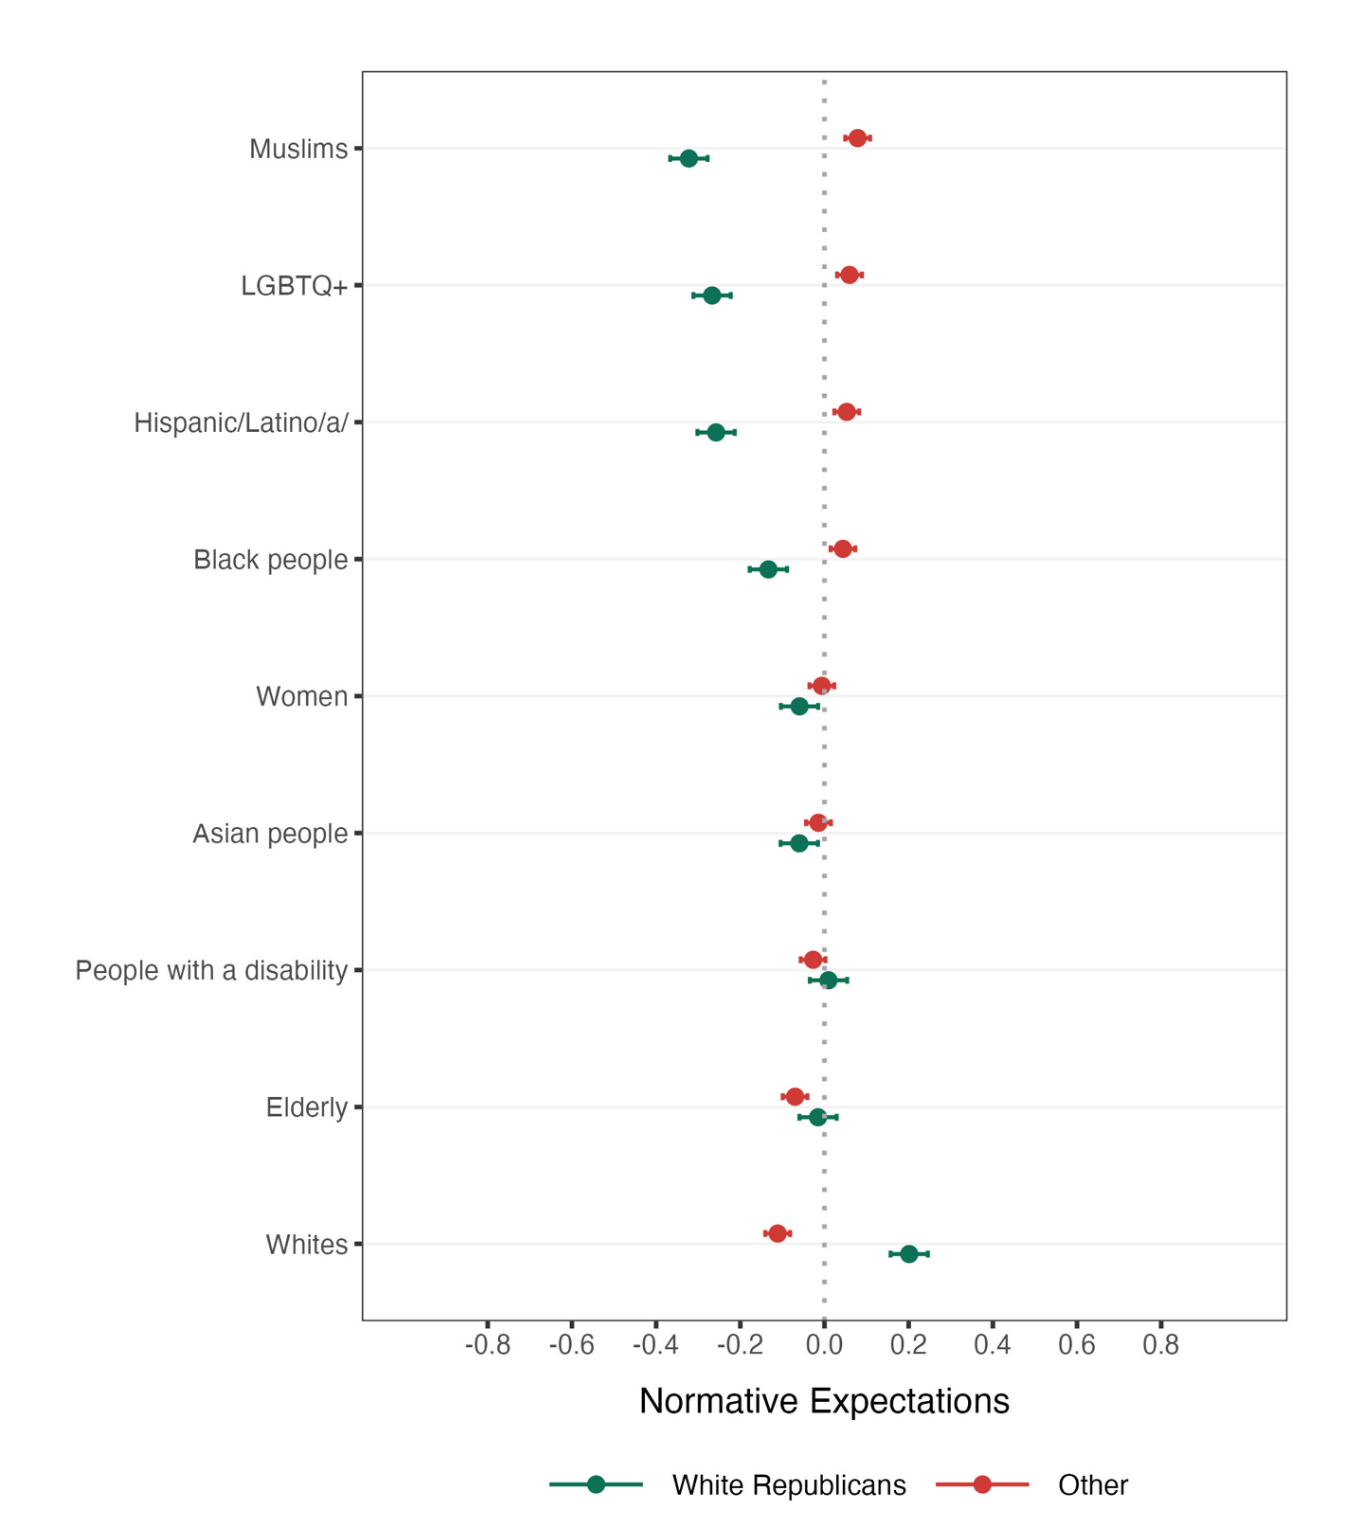 Muslims
LGBTQ+
Hispanic/Latino/a/
Black people
Women
Asian people
People with a disability
Elderly
Whites
-0.8 -0.6 -0.4 -0.2 0.0 0.2 0.4 0.6 0.8
Normative Expectations
White Republicans Other